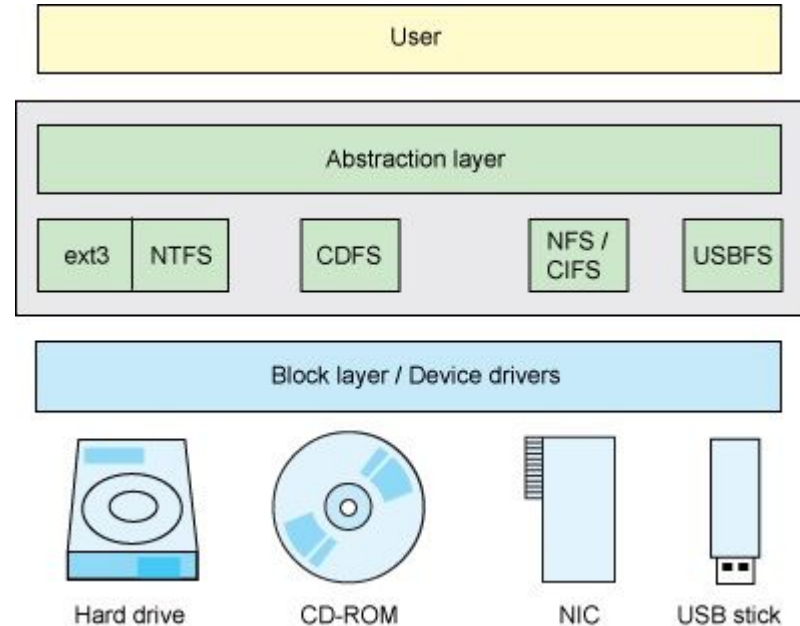 User
Abstraction layer
ext3
NTFS
CDFS
NFS /
CIFS
USBFS
Block layer / Device drivers
Hard drive
CD-ROM
NIC
USB stick